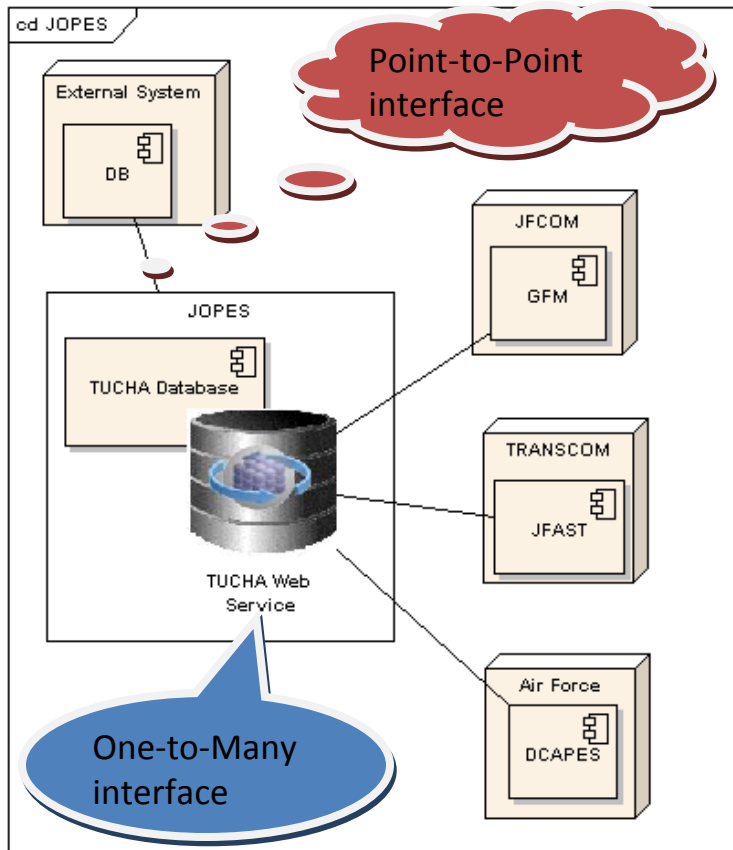 cd JOPES
Point-to-Point
interface
External System
DB
JFCOM
GFM
JOPES
TUCHA Database
TRANSCOM
JFAST
TUCHA Web
Service
Air Force
DCAPES
One-to-Many
interface